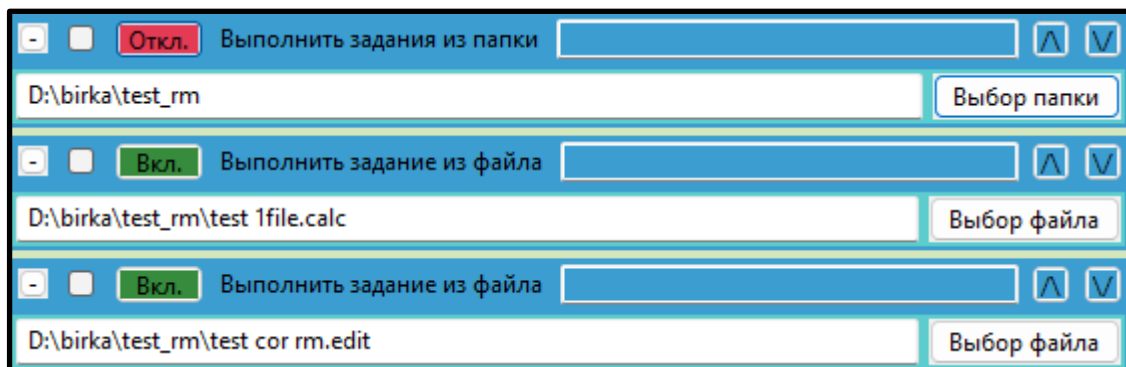 - Откл. Выполнить задания из папки /\ \/
D:\birka\test_rm Выбор папки
- Вкл. Выполнить задание из файла /\ \/
D:\birka\test_rm\test 1file.calc Выбор файла
- Вкл. Выполнить задание из файла /\ \/
D:\birka\test_rm\test cor rm.edit Выбор файла